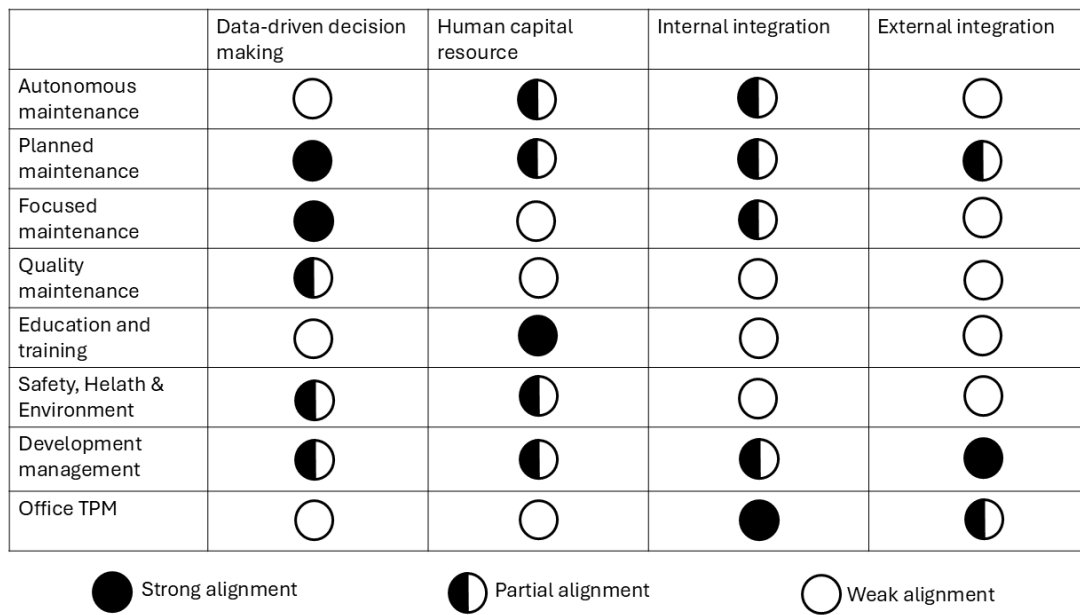 Data-driven decision
making
Human capital
resource
Internal integration
External integration
Autonomous
maintenance
Planned
maintenance
Focused
maintenance
Quality
maintenance
Education and
training
Safety, Helath &
Environment
Development
management
Office TPM
Strong alignment
Partial alignment
Weak alignment